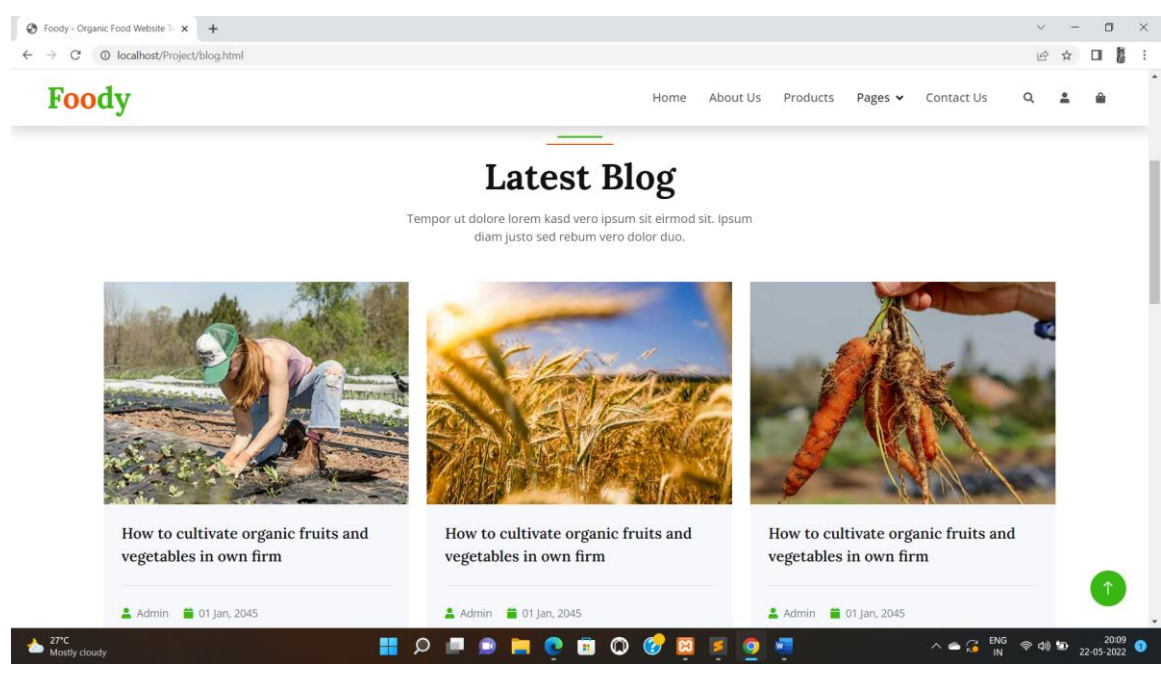 Foody - Organic Food Website Te
localhost/Project/blog.html
Foody
Home About Us Products Pages Contact Us
Latest Blog
Tempor ut dolore lorem kasd vero ipsum sit eirmod sit. Ipsum
diam justo sed rebum vero dolor duo.
How to cultivate organic fruits and
vegetables in own firm
Admin 01 Jan, 2045
How to cultivate organic fruits and
vegetables in own firm
Admin 01 Jan, 2045
How to cultivate organic fruits and
vegetables in own firm
Admin 01 Jan, 2045
27°C
Mostly cloudy
ENG
IN
20:09
22-05-2022
1